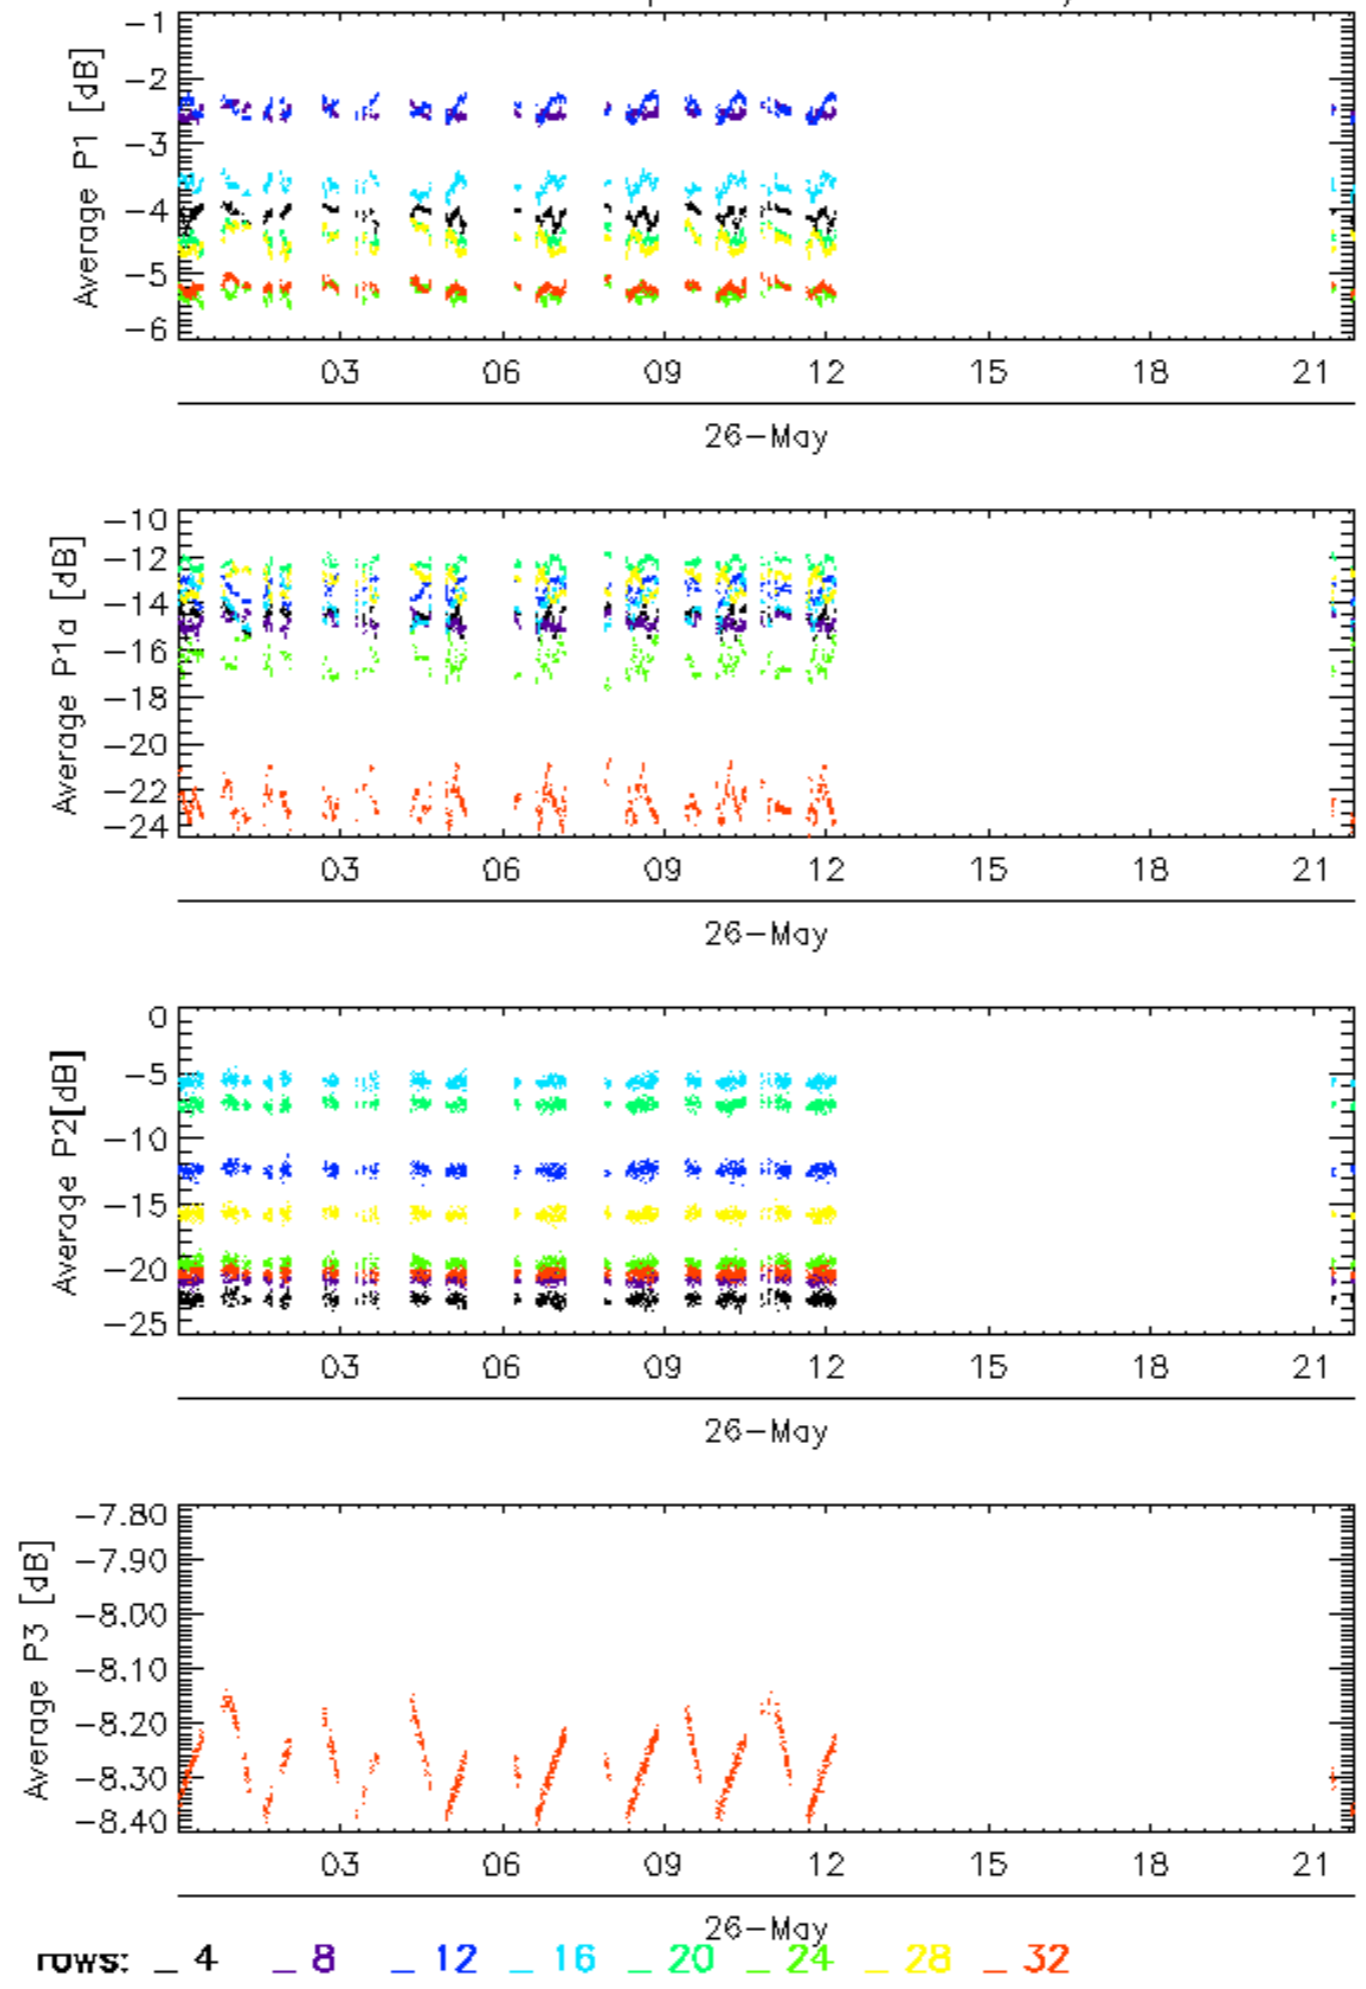 Average P1 [dB]
−1
−2
−3
−4
−5
−6
03 06 09 12 15 18 21
26−May
Average P1a [dB]
−10
−12
−14
−16
−18
−20
−22
−24
03 06 09 12 15 18 21
26−May
Average P2[dB]
0
−5
−10
−15
−20
−25
03 06 09 12 15 18 21
26−May
Average P3 [dB]
−7.80
−7.90
−8.00
−8.10
−8.20
−8.30
−8.40
03 06 09 12 15 18 21
26−May
rows: _ 4 _ 8 _ 12 _ 16 _ 20 _ 24 _ 28 _ 32